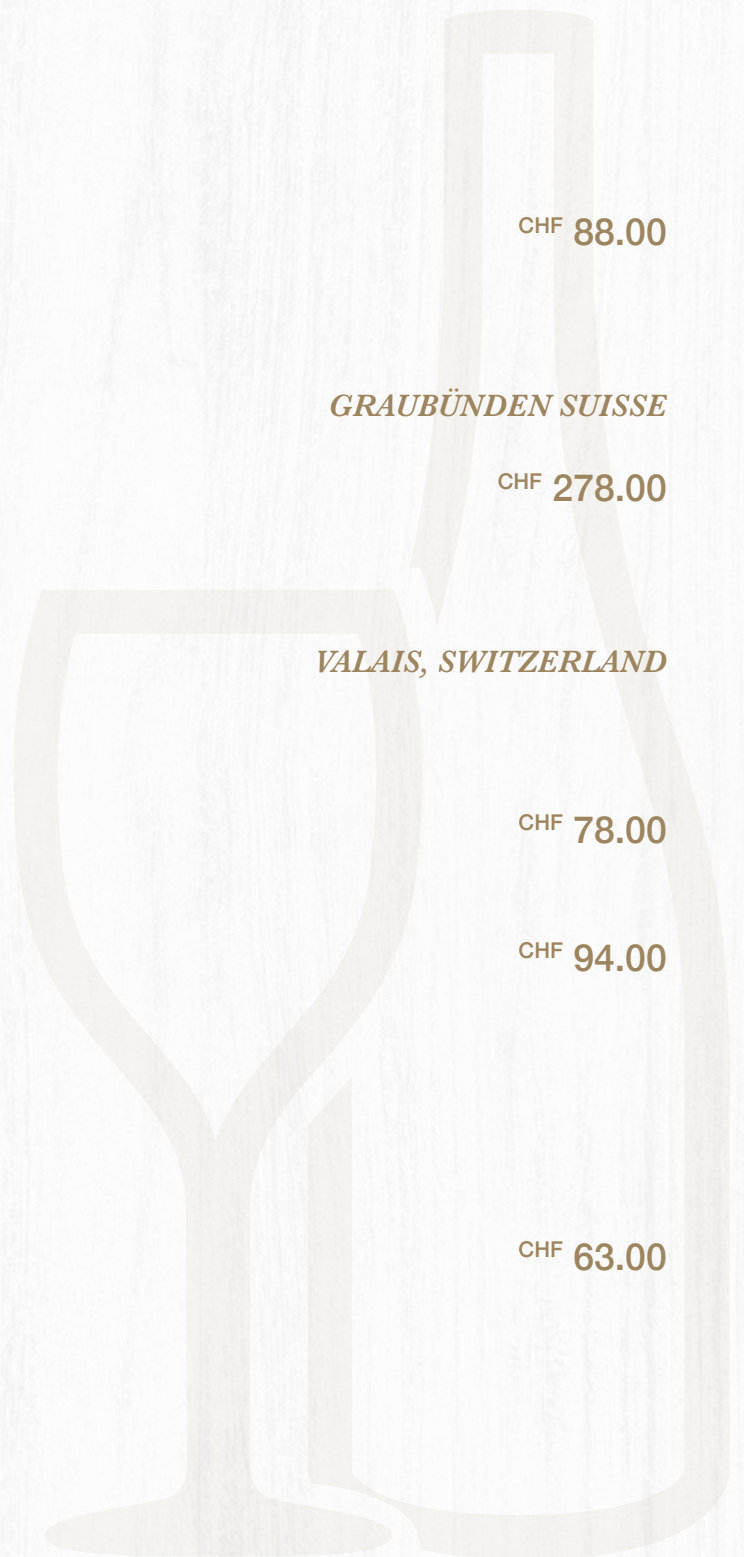 CHF 88.00
GRAUBÜNDEN SUISSE
CHF 278.00
VALAIS, SWITZERLAND
CHF 78.00
CHF 94.00
CHF 63.00